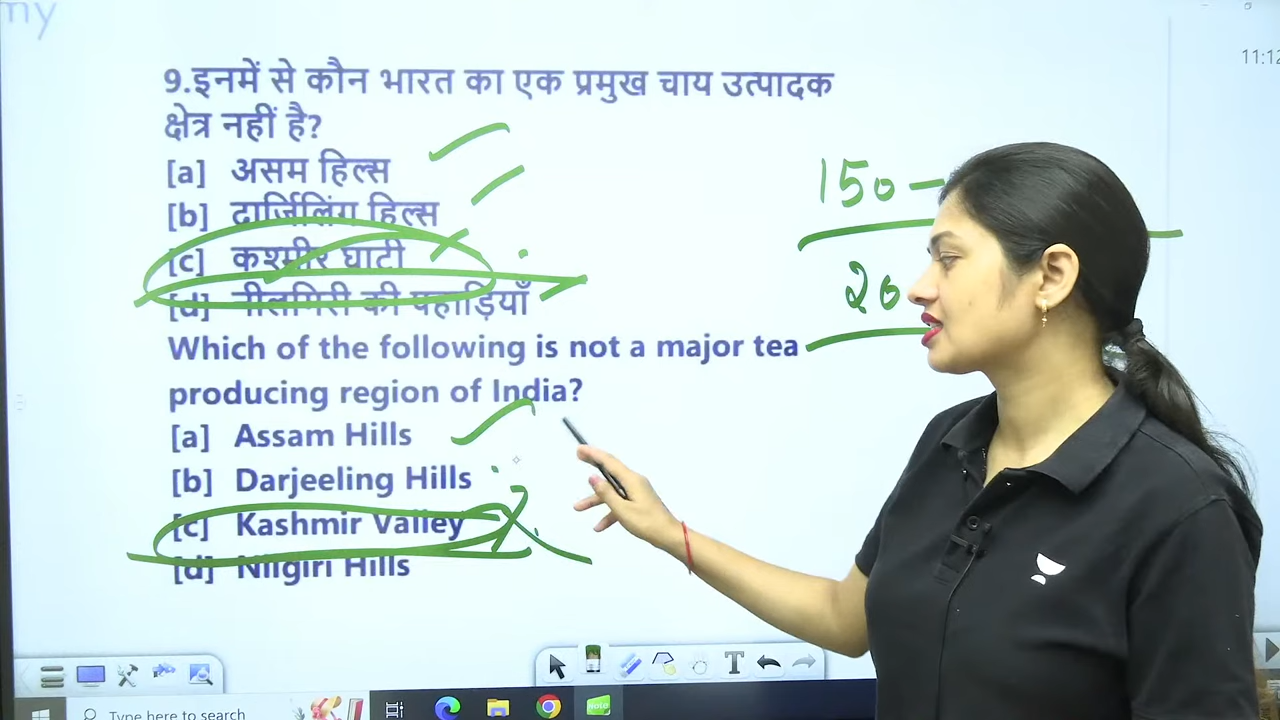 my
11:12
9.इनमें से कौन भारत का एक प्रमुख चाय उत्पादक
क्षेत्र नहीं है?
[a] असम हिल्स
[b] दार्जिलिंग हिल्स
[c] कश्मीर घाटी
[d] नीलगिरी की पहाड़ियाँ
150 —
20
Which of the following is not a major tea
producing region of India?
[a] Assam Hills
[b] Darjeeling Hills
[c] Kashmir Valley
[d] Nilgiri Hills
T
Type here to search
NOLO